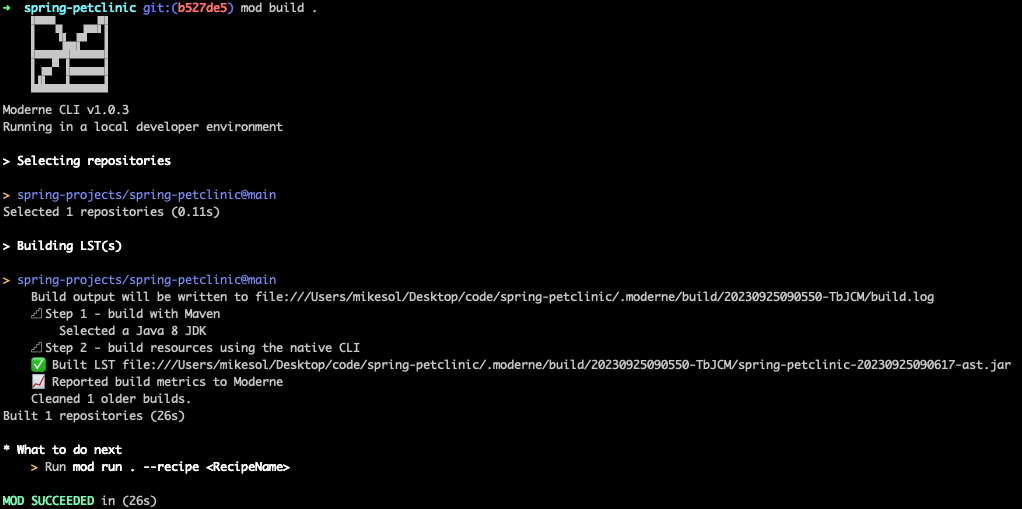 ➜ spring-petclinic git:(b527de5) mod build .
Moderne CLI v1.0.3
Running in a local developer environment
> Selecting repositories
> spring-projects/spring-petclinic@main
Selected 1 repositories (0.11s)
> Building LST(s)
> spring-projects/spring-petclinic@main
Build output will be written to file:///Users/mikesol/Desktop/code/spring-petclinic/.moderne/build/20230925090550-TbJCM/build.log
Step 1 - build with Maven
Selected a Java 8 JDK
Step 2 - build resources using the native CLI
✅ Built LST file:///Users/mikesol/Desktop/code/spring-petclinic/.moderne/build/20230925090550-TbJCM/spring-petclinic-20230925090617-ast.jar
📈 Reported build metrics to Moderne
Cleaned 1 older builds.
Built 1 repositories (26s)
* What to do next
> Run mod run . --recipe <RecipeName>
MOD SUCCEEDED in (26s)